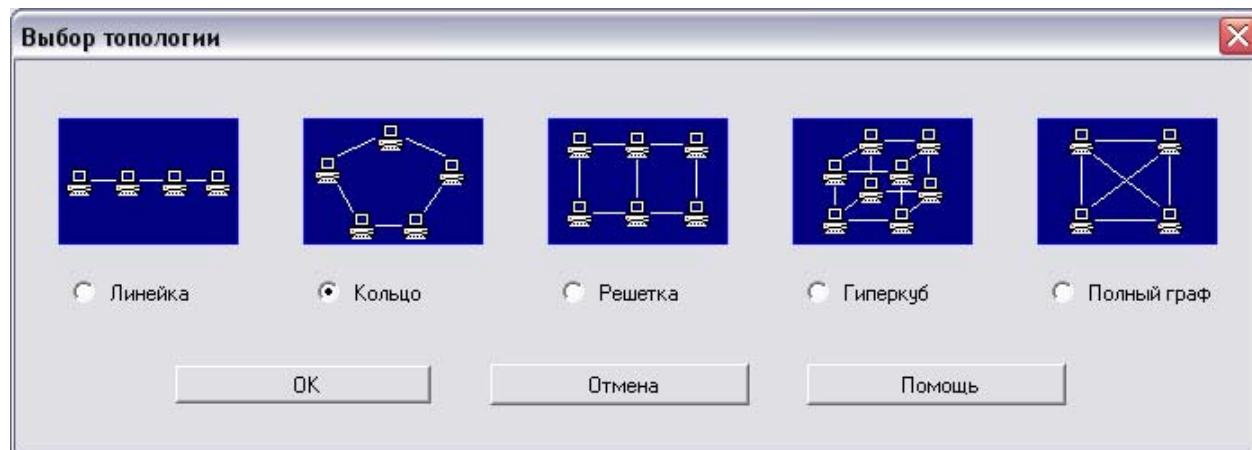 Выбор топологии
Линейка Кольцо Решетка Гиперкуб Полный граф
OK Отмена Помощь